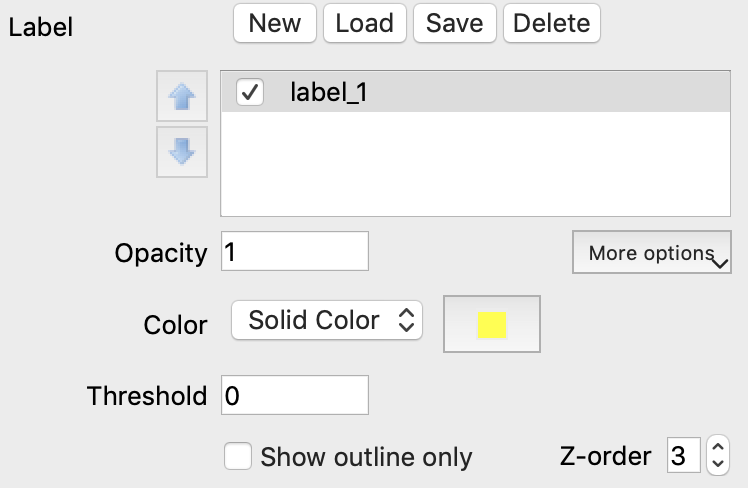 Label New Load Save Delete
label_1
Opacity 1 More options
Color Solid Color
Threshold 0
Show outline only Z-order 3